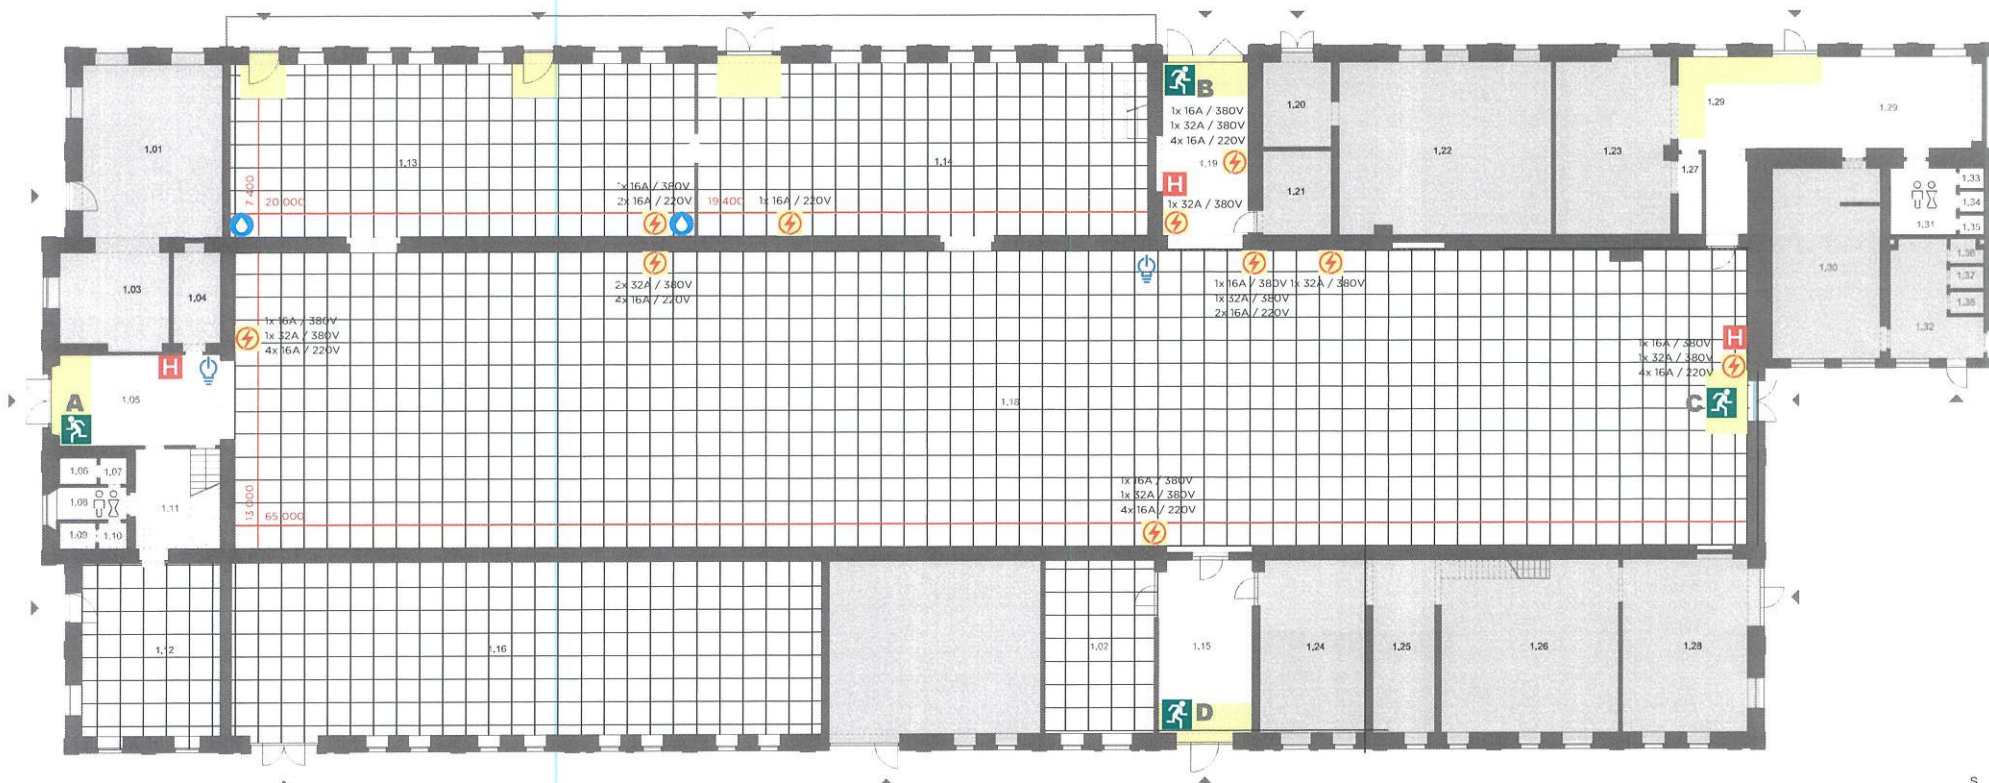 B
1x 16A / 380V
1x 32A / 380V
4x 16A / 220V
1,19
H
1x 32A / 380V
1,01
1,13
7 400
20 000
1x 16A / 380V
2x 16A / 220V
19 400
1x 16A / 220V
1,14
1,20
1,21
1,22
1,23
1,29
1,29
1,27
1,33
1,34
1,35
1,31
1,36
1,37
1,38
1,30
1,32
1,03
1,04
2x 32A / 380V
4x 16A / 220V
1x 16A / 380V
1x 32A / 380V
2x 16A / 220V
1x 32A / 380V
1x 16A / 380V
1x 32A / 380V
4x 16A / 220V
H
1x 16A / 380V
1x 32A / 380V
4x 16A / 220V
H
A
1,05
1,18
C
1,06
1,07
1,08
1,09
1,10
1,11
1x 16A / 380V
1x 32A / 380V
4x 16A / 220V
13 000
65 000
1,12
1,16
1,02
1,15
1,24
1,25
1,26
1,28
D
S